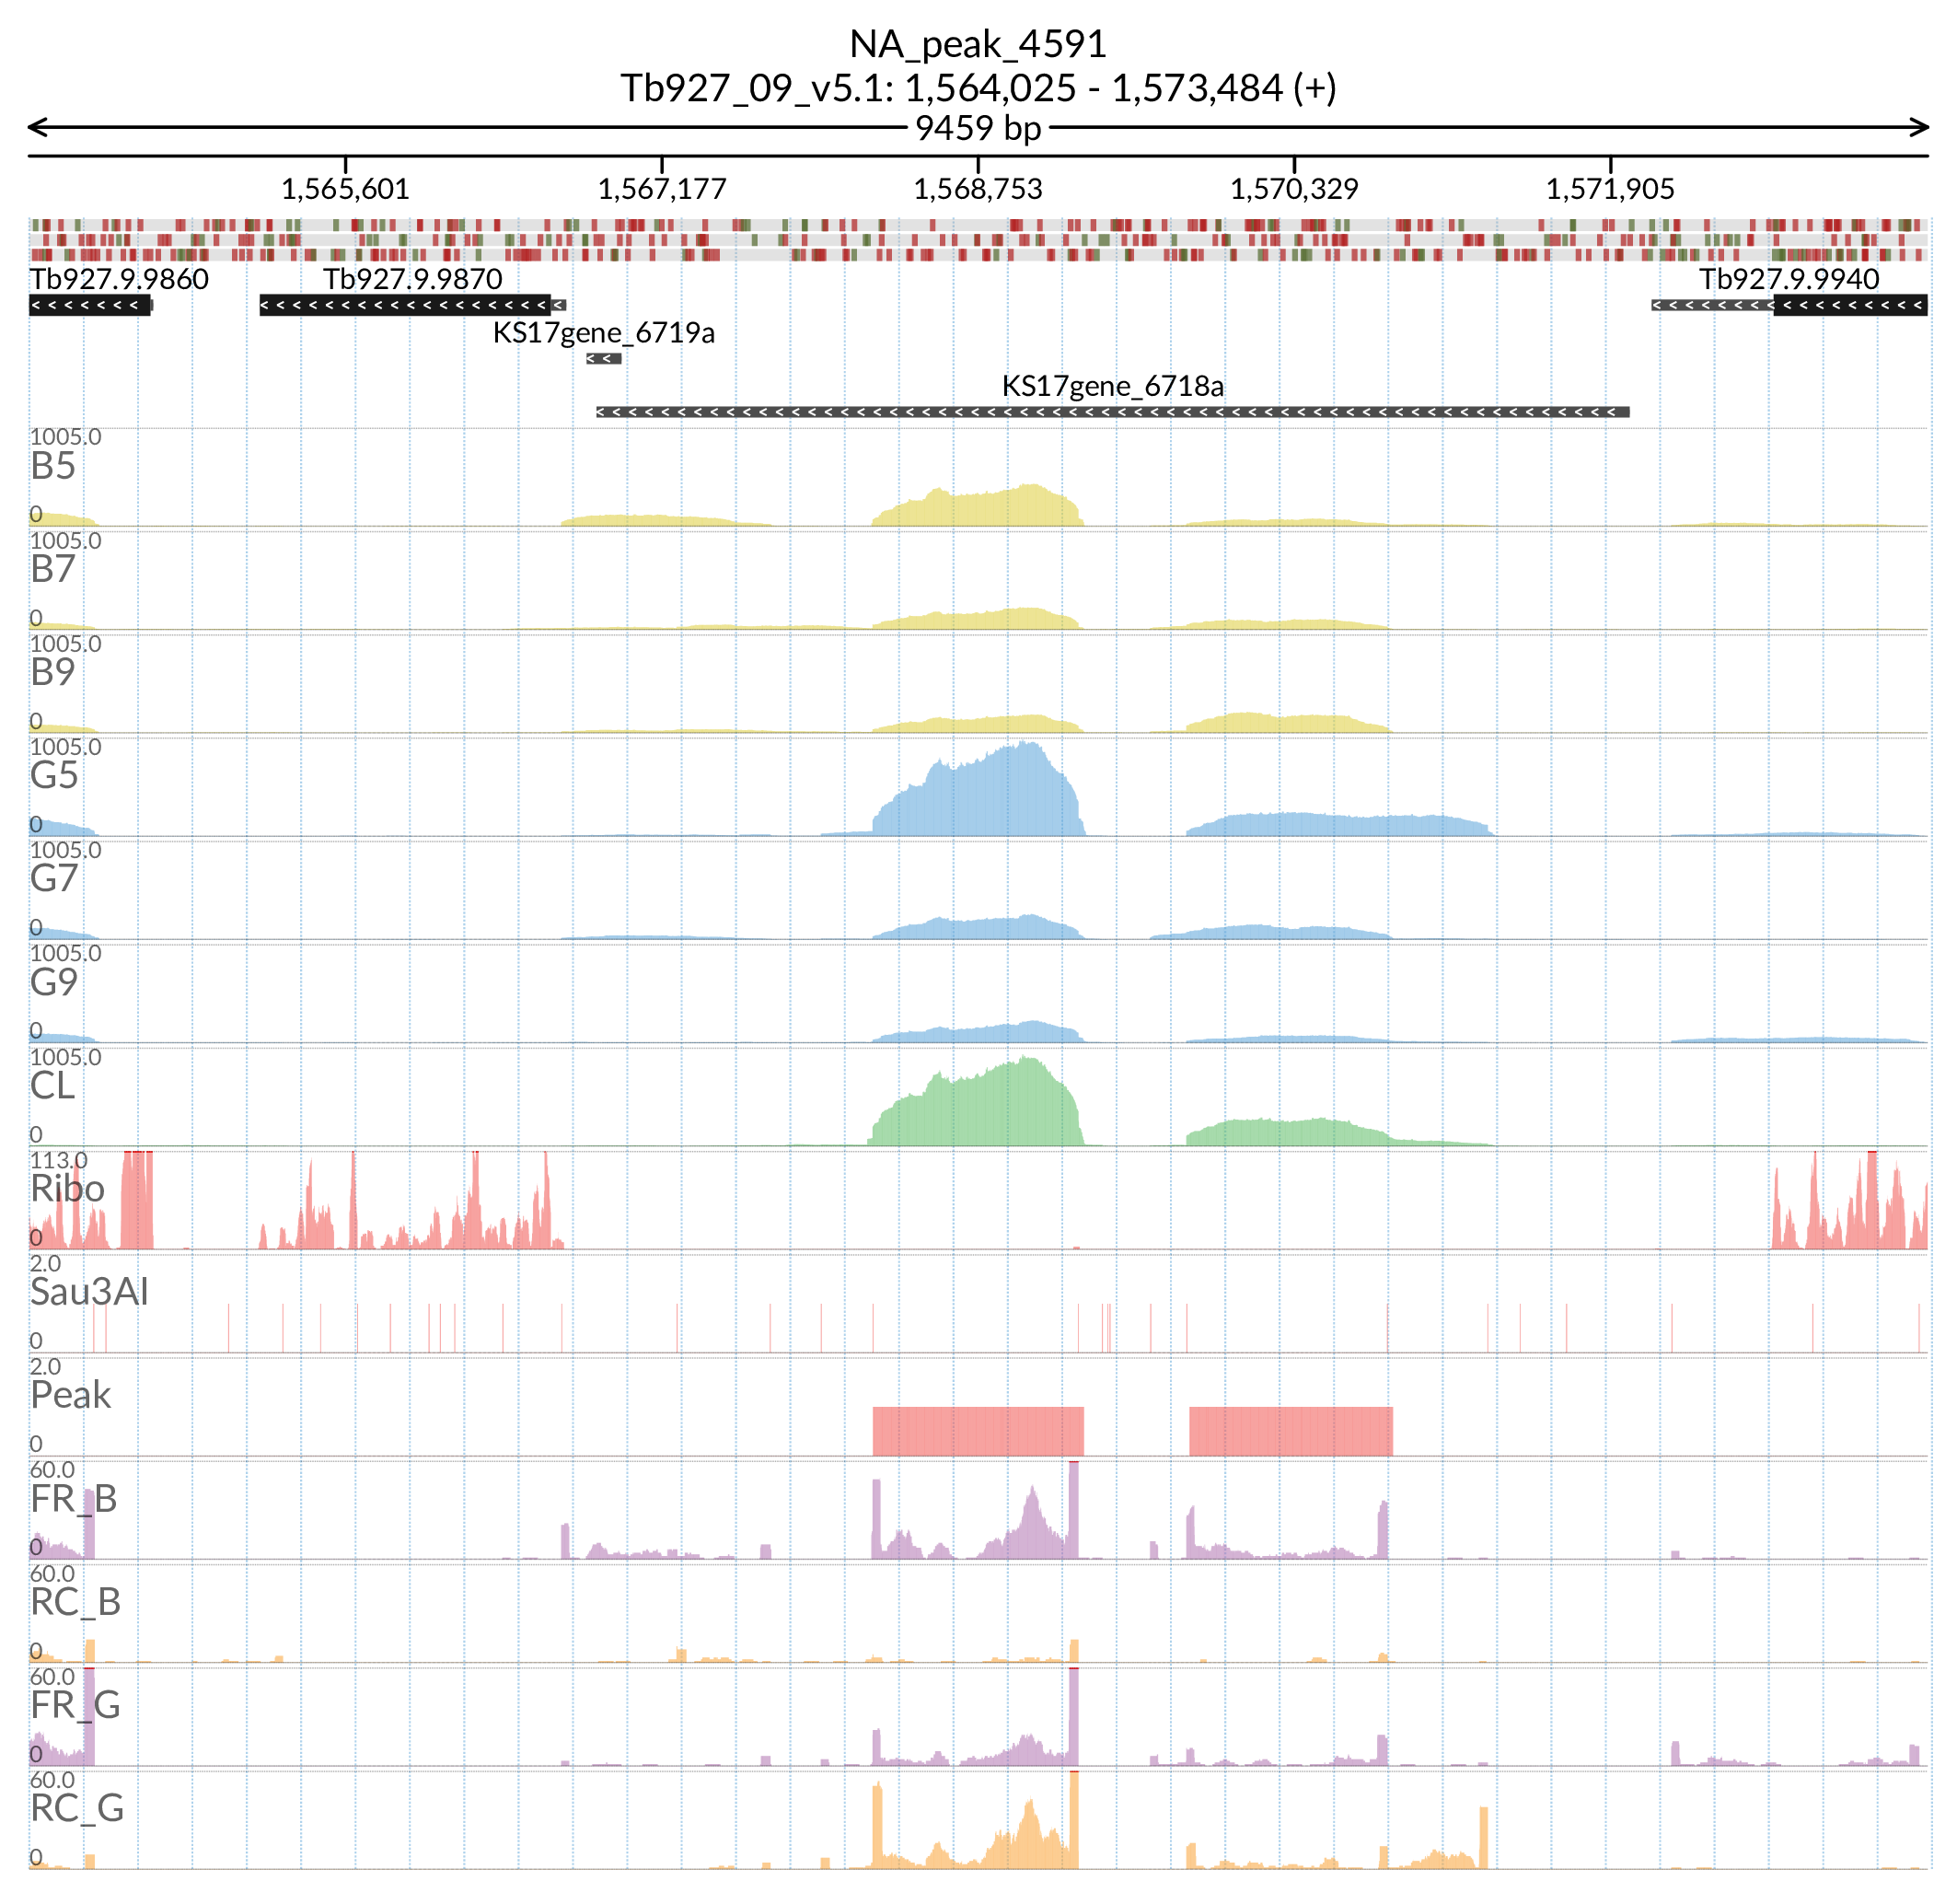 NA_peak_4591
Tb927_09_v5.1: 1,564,025 - 1,573,484 (+)
9459 bp
1,565,601 1,567,177 1,568,753 1,570,329 1,571,905
Tb927.9.9860 Tb927.9.9870 Tb927.9.9940
KS17gene_6719a
KS17gene_6718a
1005.0
B5
0
1005.0
B7
0
1005.0
B9
0
1005.0
G5
0
1005.0
G7
0
1005.0
G9
0
1005.0
CL
0
113.0
Ribo
0
2.0
Sau3AI
0
2.0
Peak
0
60.0
FR_B
0
60.0
RC_B
0
60.0
FR_G
0
60.0
RC_G
0